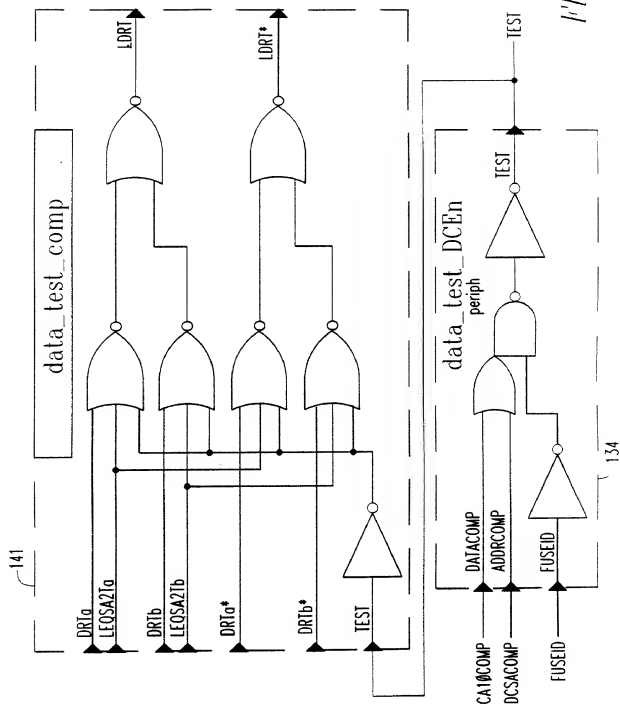 141
data_test_comp
DRTa
LEQSA2Ta
DRTb
LEQSA2Tb
DRTa*
DRTb*
TEST
LDRT
LDRT*
CA1ØCOMP
DCSACOMP
FUSEID
DATACOMP
ADDRCOMP
FUSEID
data_test_DCEn
periph
TEST
TEST
134